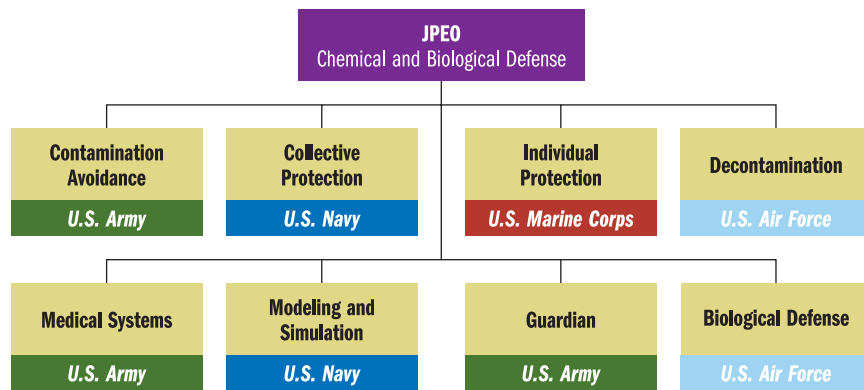 JPEO
Chemical and Biological Defense
Contamination
Avoidance
U.S. Army
Collective
Protection
U.S. Navy
Individual
Protection
U.S. Marine Corps
Decontamination
U.S. Air Force
Medical Systems
U.S. Army
Modeling and
Simulation
U.S. Navy
Guardian
U.S. Army
Biological Defense
U.S. Air Force